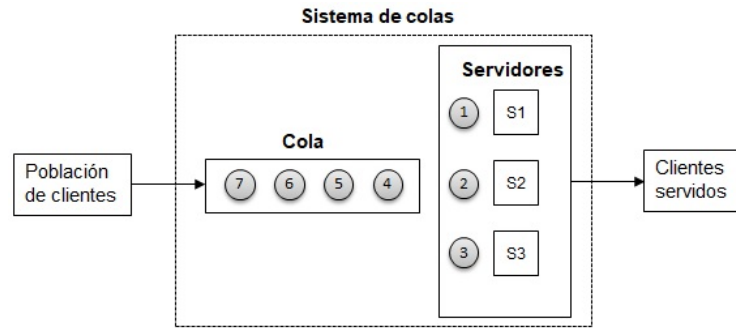 Sistema de colas
Servidores
1 S1
Cola
Población
de clientes
7 6 5 4
2 S2
Clientes
servidos
3 S3